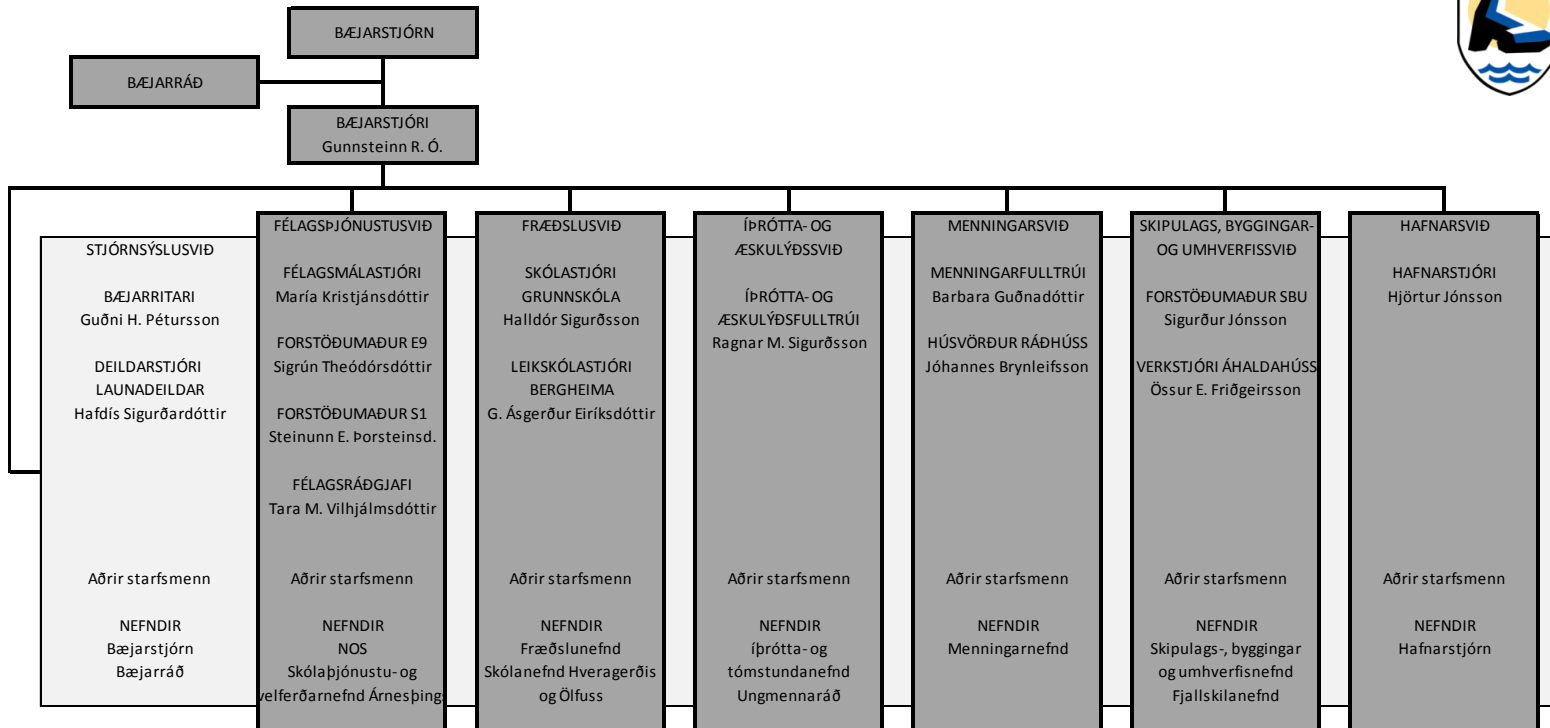 BÆJARSTJÓRN
BÆJARRÁÐ
BÆJARSTJÓRI
Gunnsteinn R. Ó.
STJÓRNSÝSLUSVIÐ
BÆJARRITARI
Guðni H. Pétursson
DEILDARSTJÓRI
LAUNADEILDAR
Hafdís Sigurðardóttir
Aðrir starfsmenn
NEFNDIR
Bæjarstjórn
Bæjarráð
FÉLAGSÞJÓNUSTUSVIÐ
FÉLAGSMÁLASTJÓRI
María Kristjánsdóttir
FORSTÖÐUMAÐUR E9
Sigrún Theódórsdóttir
FORSTÖÐUMAÐUR S1
Steinunn E. Þorsteinsd.
FÉLAGSRÁÐGJAFI
Tara M. Vilhjálmsdóttir
Aðrir starfsmenn
NEFNDIR
NOS
Skólaþjónustu- og
velferðarnefnd Árnesþings
FRÆÐSLUSVIÐ
SKÓLASTJÓRI
GRUNNSKÓLA
Halldór Sigurðsson
LEIKSKÓLASTJÓRI
BERGHEIMA
G. Ásgerður Eiríksdóttir
Aðrir starfsmenn
NEFNDIR
Fræðslunefnd
Skólanefnd Hveragerðis
og Ölfuss
ÍÞRÓTTA- OG
ÆSKULÝÐSSVIÐ
ÍÞRÓTTA- OG
ÆSKULÝÐSFULLTRÚI
Ragnar M. Sigurðsson
Aðrir starfsmenn
NEFNDIR
íþrótta- og
tómstundanefnd
Ungmennaráð
MENNINGARSVIÐ
MENNINGARFULLTRÚI
Barbara Guðnadóttir
HÚSVÖRÐUR RÁÐHÚSS
Jóhannes Brynleifsson
Aðrir starfsmenn
NEFNDIR
Menningarnefnd
SKIPULAGS, BYGGINGAR-
OG UMHVERFISSVIÐ
FORSTÖÐUMAÐUR SBU
Sigurður Jónsson
VERKSTJÓRI ÁHALDAHÚSS
Össur E. Friðgeirsson
Aðrir starfsmenn
NEFNDIR
Skipulags-, byggingar
og umhverfisnefnd
Fjallskilanefnd
HAFNARSVIÐ
HAFNARSTJÓRI
Hjörtur Jónsson
Aðrir starfsmenn
NEFNDIR
Hafnarstjórn